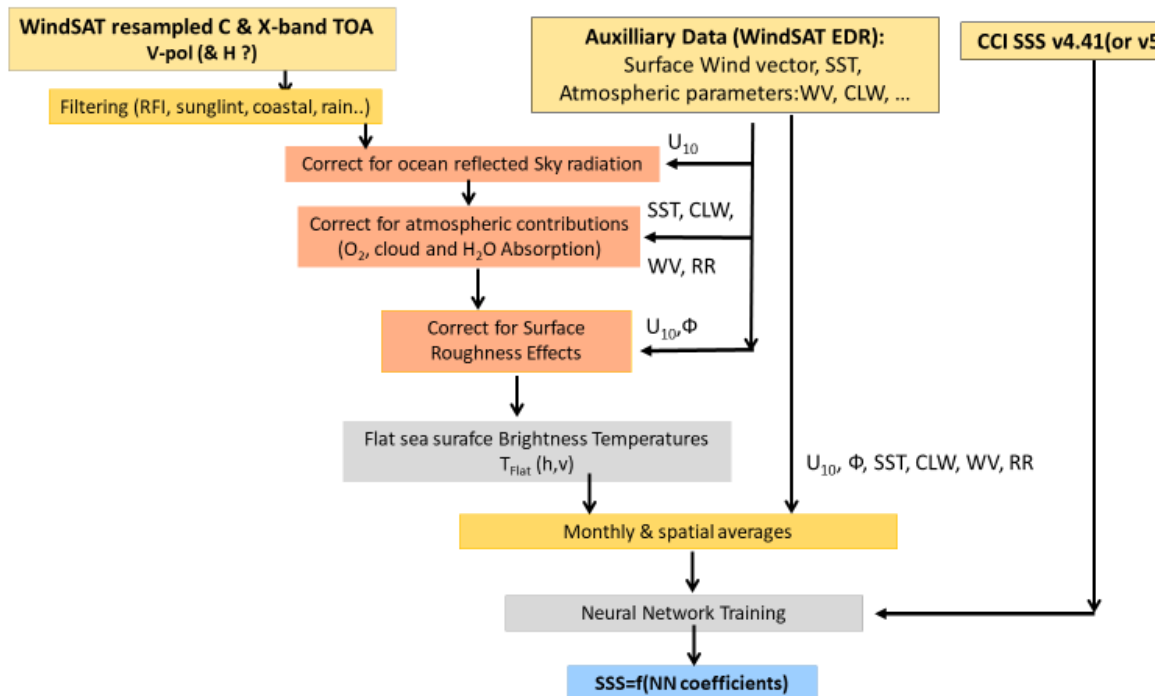 WindSAT resampled C & X-band TOA
V-pol (& H ?)
Auxilliary Data (WindSAT EDR):
Surface Wind vector, SST,
Atmospheric parameters:WV, CLW, ...
CCI SSS v4.41(or v5
Filtering (RFI, sunglint, coastal, rain..)
U₁₀
Correct for ocean reflected Sky radiation
SST, CLW,
Correct for atmospheric contributions
(O₂, cloud and H₂O Absorption)
WV, RR
Correct for Surface
Roughness Effects
U₁₀,Φ
Flat sea surafce Brightness Temperatures
T_Flat (h,v)
U₁₀, Φ, SST, CLW, WV, RR
Monthly & spatial averages
Neural Network Training
SSS=f(NN coefficients)